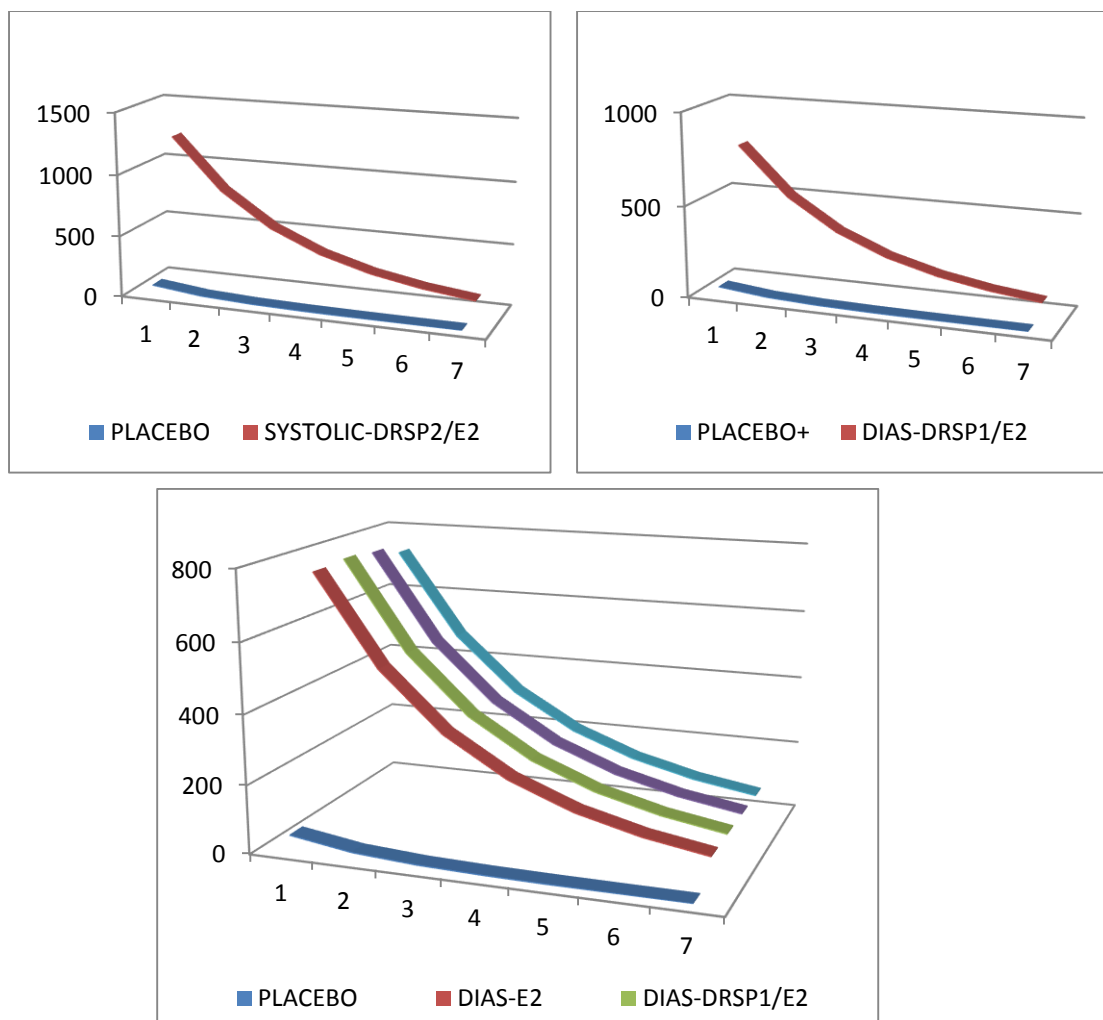 1500
1000
500
0
1 2 3 4 5 6 7
PLACEBO SYSTOLIC-DRSP2/E2
1000
500
0
1 2 3 4 5 6 7
PLACEBO+ DIAS-DRSP1/E2
800
600
400
200
0
1 2 3 4 5 6 7
PLACEBO DIAS-E2 DIAS-DRSP1/E2